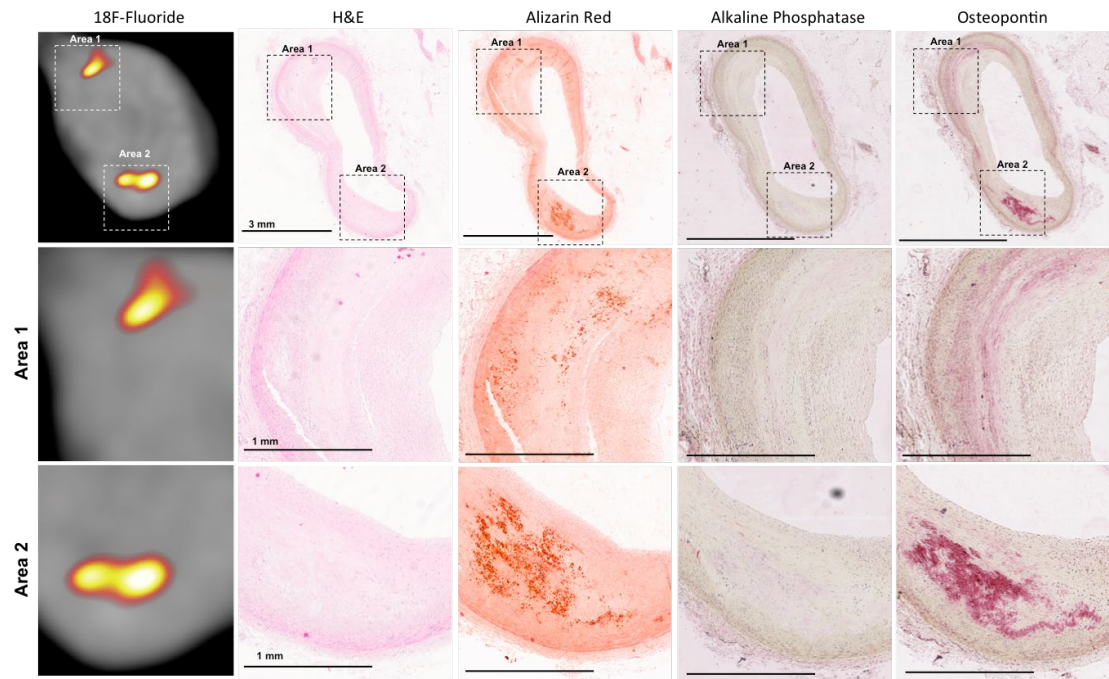 18F-Fluoride H&E Alizarin Red Alkaline Phosphatase Osteopontin
Area 1 Area 1 Area 1 Area 1 Area 1
Area 2 Area 2 Area 2 Area 2 Area 2
3 mm
Area 1
1 mm
Area 2
1 mm